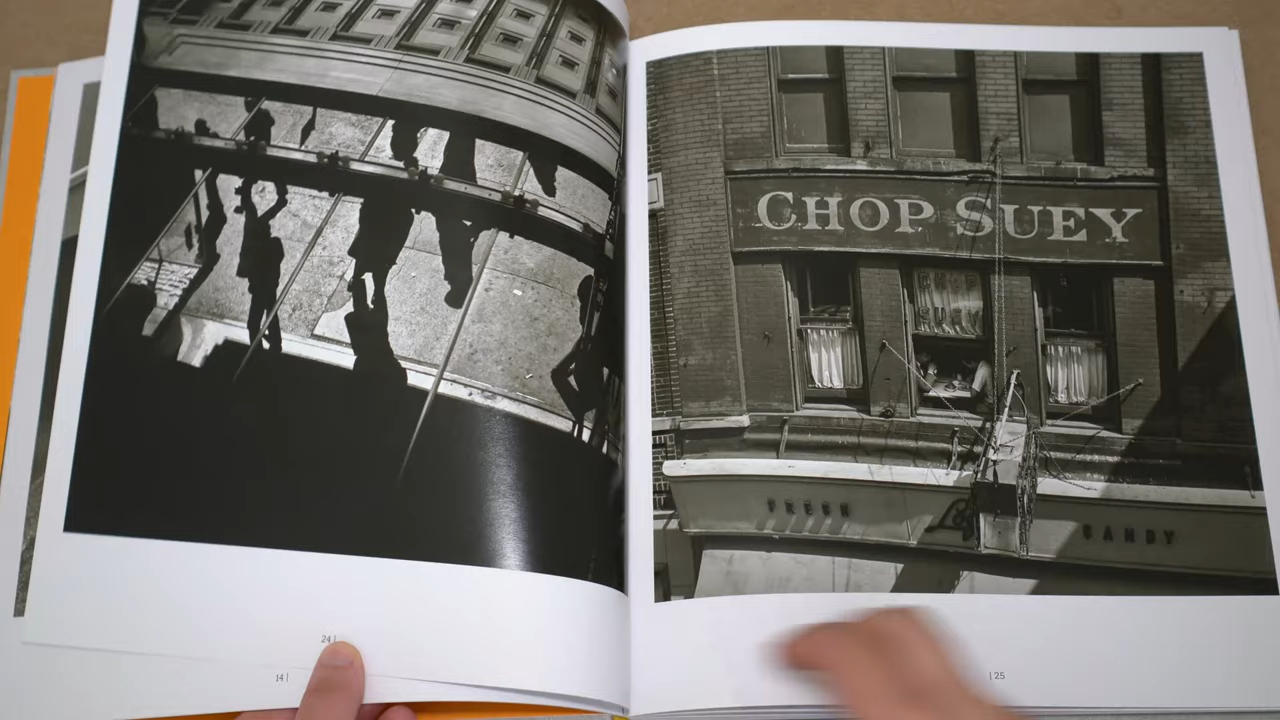 CHOP SUEY
CHOP
SUEY
FRESH
CANDY
24 |
14 |
| 25